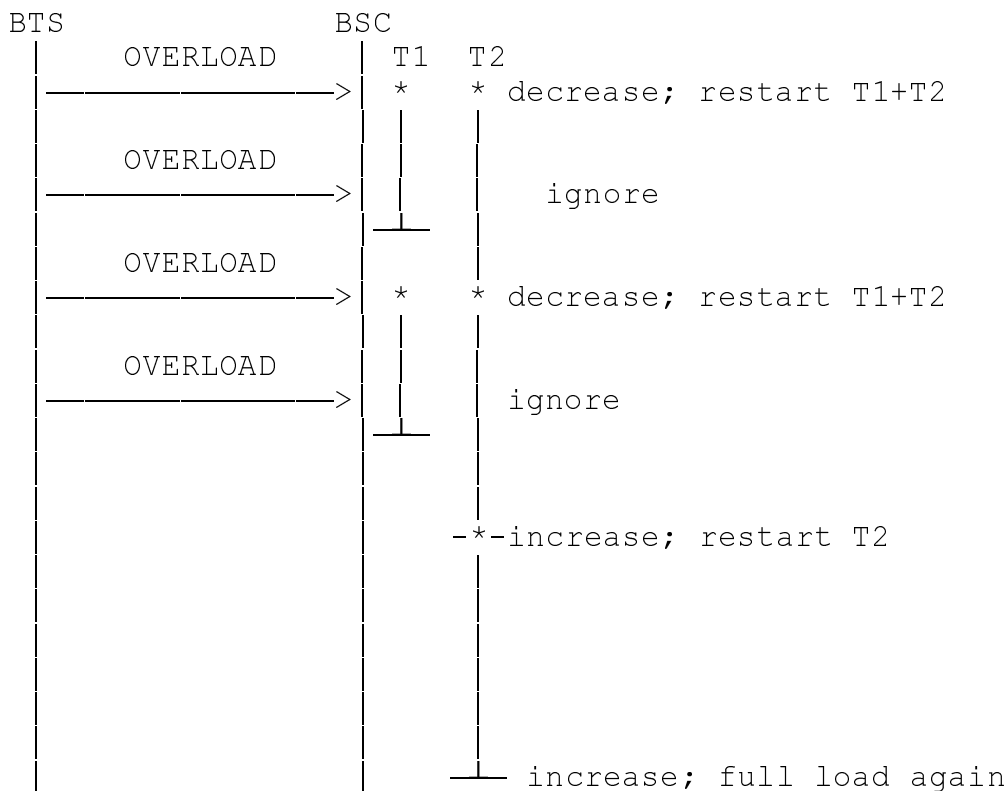 BTS BSC
OVERLOAD T1 T2
> * * decrease; restart T1+T2
OVERLOAD
> ignore
OVERLOAD
> * * decrease; restart T1+T2
OVERLOAD
> ignore
-*-increase; restart T2
increase; full load again